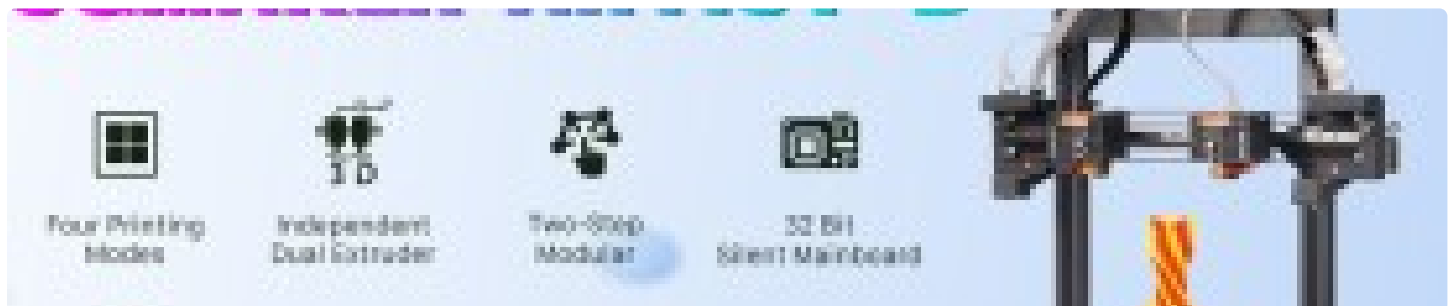 Four Printing
Modes
Independent
Dual Extruder
Two-Step
Modular
32 Bit
Silent Mainboard